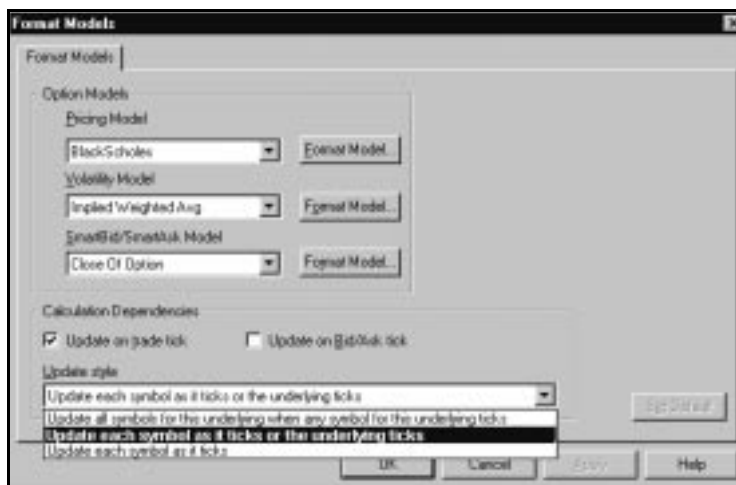 Format Models
Format Models
Option Models
Pricing Model
BlackScholes
Format Model...
Volatility Model
Implied Weighted Avg
Format Model...
SmartBid/SmartAsk Model
Close Of Option
Format Model...
Calculation Dependencies
Update on trade tick
Update on Bid/Ask tick
Update style
Update each symbol as it ticks or the underlying ticks
Set Default
Update all symbols for this underlying when any symbol for this underlying ticks
Update each symbol as it ticks or the underlying ticks
Update each symbol as it ticks
OK
Cancel
Apply
Help